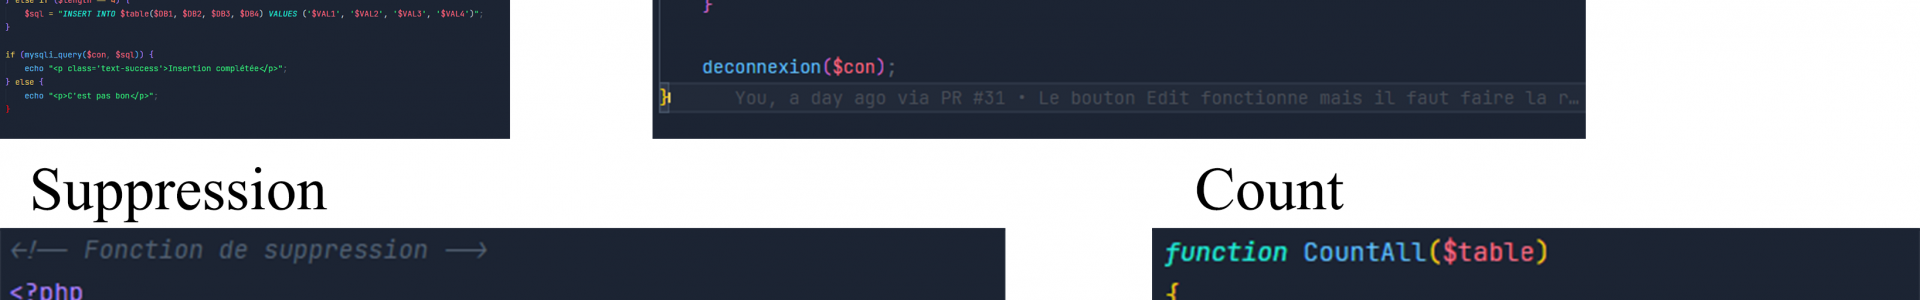 } else if ($length == 4) {
$sql = "INSERT INTO $table($DB1, $DB2, $DB3, $DB4) VALUES ('$VAL1', '$VAL2', '$VAL3', '$VAL4')";
}
if (mysqli_query($con, $sql)) {
echo "<p class='text-success'>Insertion complétée</p>";
} else {
echo "<p>C'est pas bon</p>";
}
}
deconnexion($con);
} You, a day ago via PR #31 • Le bouton Edit fonctionne mais il faut faire la r…
Suppression
<!-- Fonction de suppression -->
<?php
Count
function CountAll($table)
{